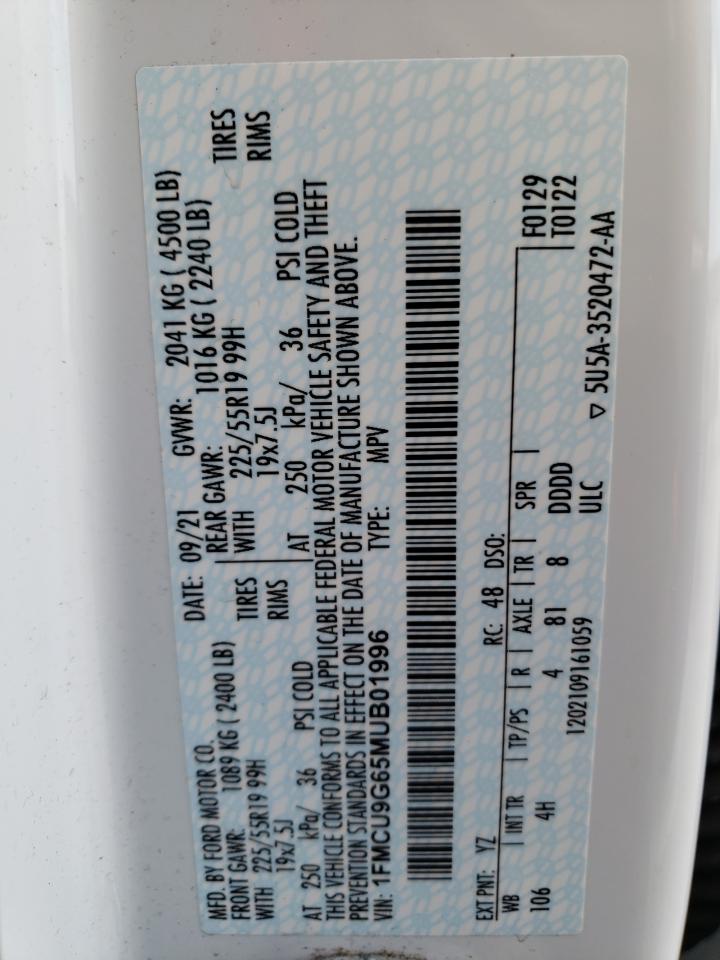 MFD. BY FORD MOTOR CO.
DATE: 09/21 GVWR: 2041 KG ( 4500 LB)
FRONT GAWR: 1089 KG ( 2400 LB)
REAR GAWR: 1016 KG ( 2240 LB)
WITH 225/55R19 99H TIRES
WITH 225/55R19 99H TIRES
19x7.5J RIMS
19x7.5J RIMS
AT 250 kPa/ 36 PSI COLD
AT 250 kPa/ 36 PSI COLD
THIS VEHICLE CONFORMS TO ALL APPLICABLE FEDERAL MOTOR VEHICLE SAFETY AND THEFT
PREVENTION STANDARDS IN EFFECT ON THE DATE OF MANUFACTURE SHOWN ABOVE.
VIN: 1FMCU9G65MUB01996 TYPE: MPV
EXT PNT: YZ RC: 48 DSO:
F0129
WB | INT TR | TP/PS | R | AXLE | TR | SPR |
T0122
106 4H 4 81 8 DDDD
ULC
1202109161059
▽ 5U5A-3520472-AA